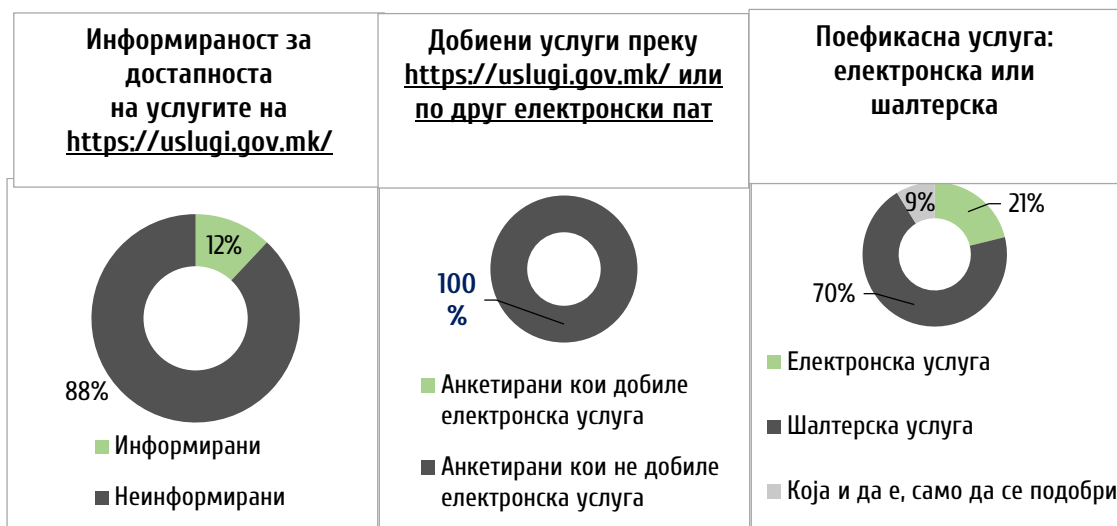 Информираност за
достапноста
на услугите на
https://uslugi.gov.mk/
12%
88%
Информирани
Неинформирани
Добиени услуги преку
https://uslugi.gov.mk/ или
по друг електронски пат
100
%
Анкетирани кои добиле
електронска услуга
Анкетирани кои не добиле
електронска услуга
Поефикасна услуга:
електронска или
шалтерска
9%
21%
70%
Електронска услуга
Шалтерска услуга
Која и да е, само да се подобри